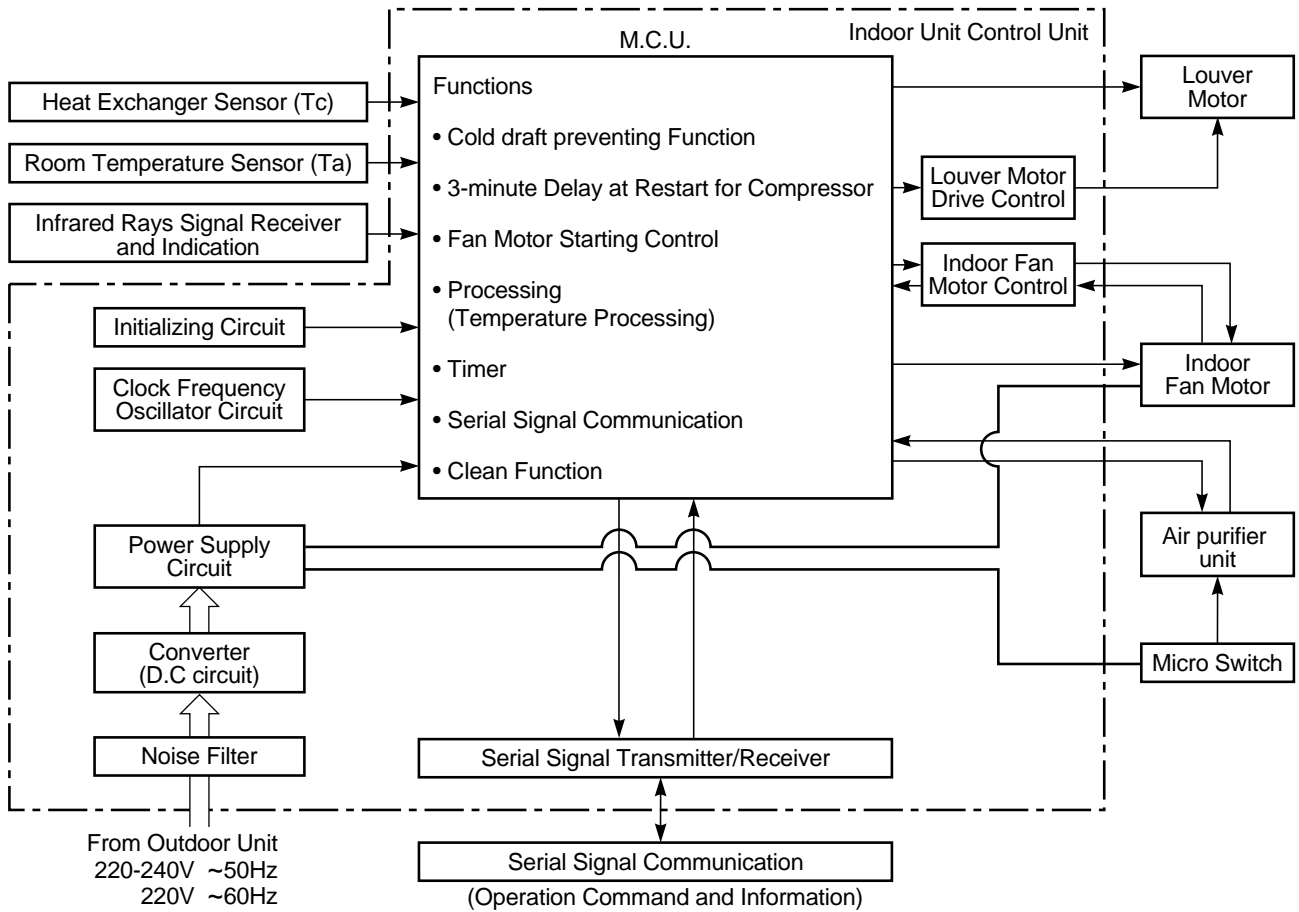 Indoor Unit Control Unit
M.C.U.
Functions
• Cold draft preventing Function
• 3-minute Delay at Restart for Compressor
• Fan Motor Starting Control
• Processing
(Temperature Processing)
• Timer
• Serial Signal Communication
• Clean Function
Heat Exchanger Sensor (Tc)
Room Temperature Sensor (Ta)
Infrared Rays Signal Receiver
and Indication
Initializing Circuit
Clock Frequency
Oscillator Circuit
Power Supply
Circuit
Converter
(D.C circuit)
Noise Filter
From Outdoor Unit
220-240V ~50Hz
220V ~60Hz
Louver
Motor
Louver Motor
Drive Control
Indoor Fan
Motor Control
Indoor
Fan Motor
Air purifier
unit
Micro Switch
Serial Signal Transmitter/Receiver
Serial Signal Communication
(Operation Command and Information)